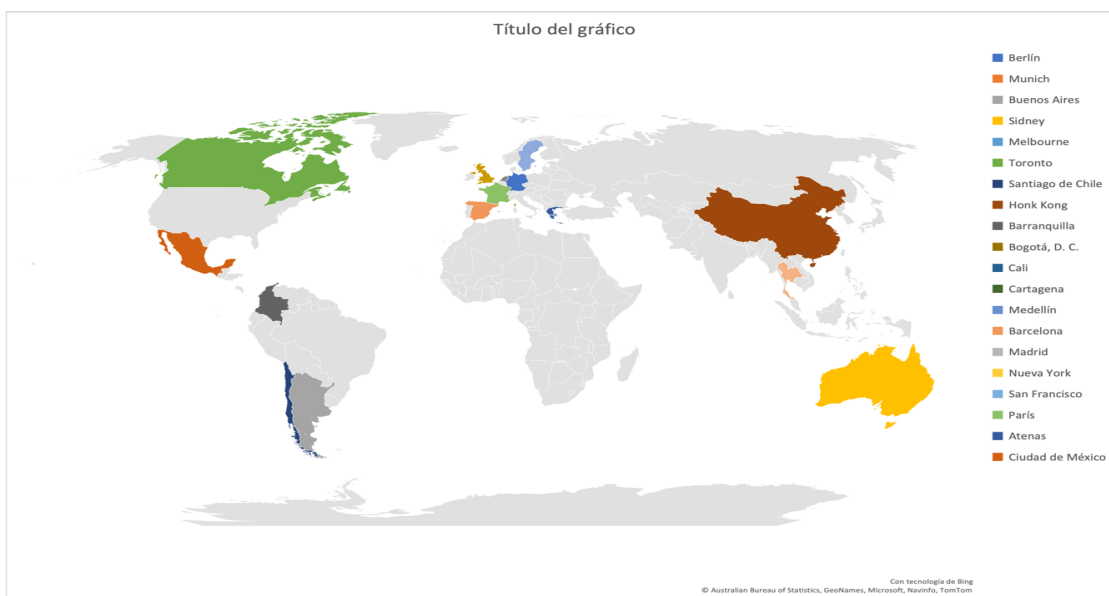 Título del gráfico
Berlín
Munich
Buenos Aires
Sidney
Melbourne
Toronto
Santiago de Chile
Honk Kong
Barranquilla
Bogotá, D. C.
Cali
Cartagena
Medellín
Barcelona
Madrid
Nueva York
San Francisco
París
Atenas
Ciudad de México
Con tecnología de Bing
© Australian Bureau of Statistics, GeoNames, Microsoft, Navinfo, TomTom